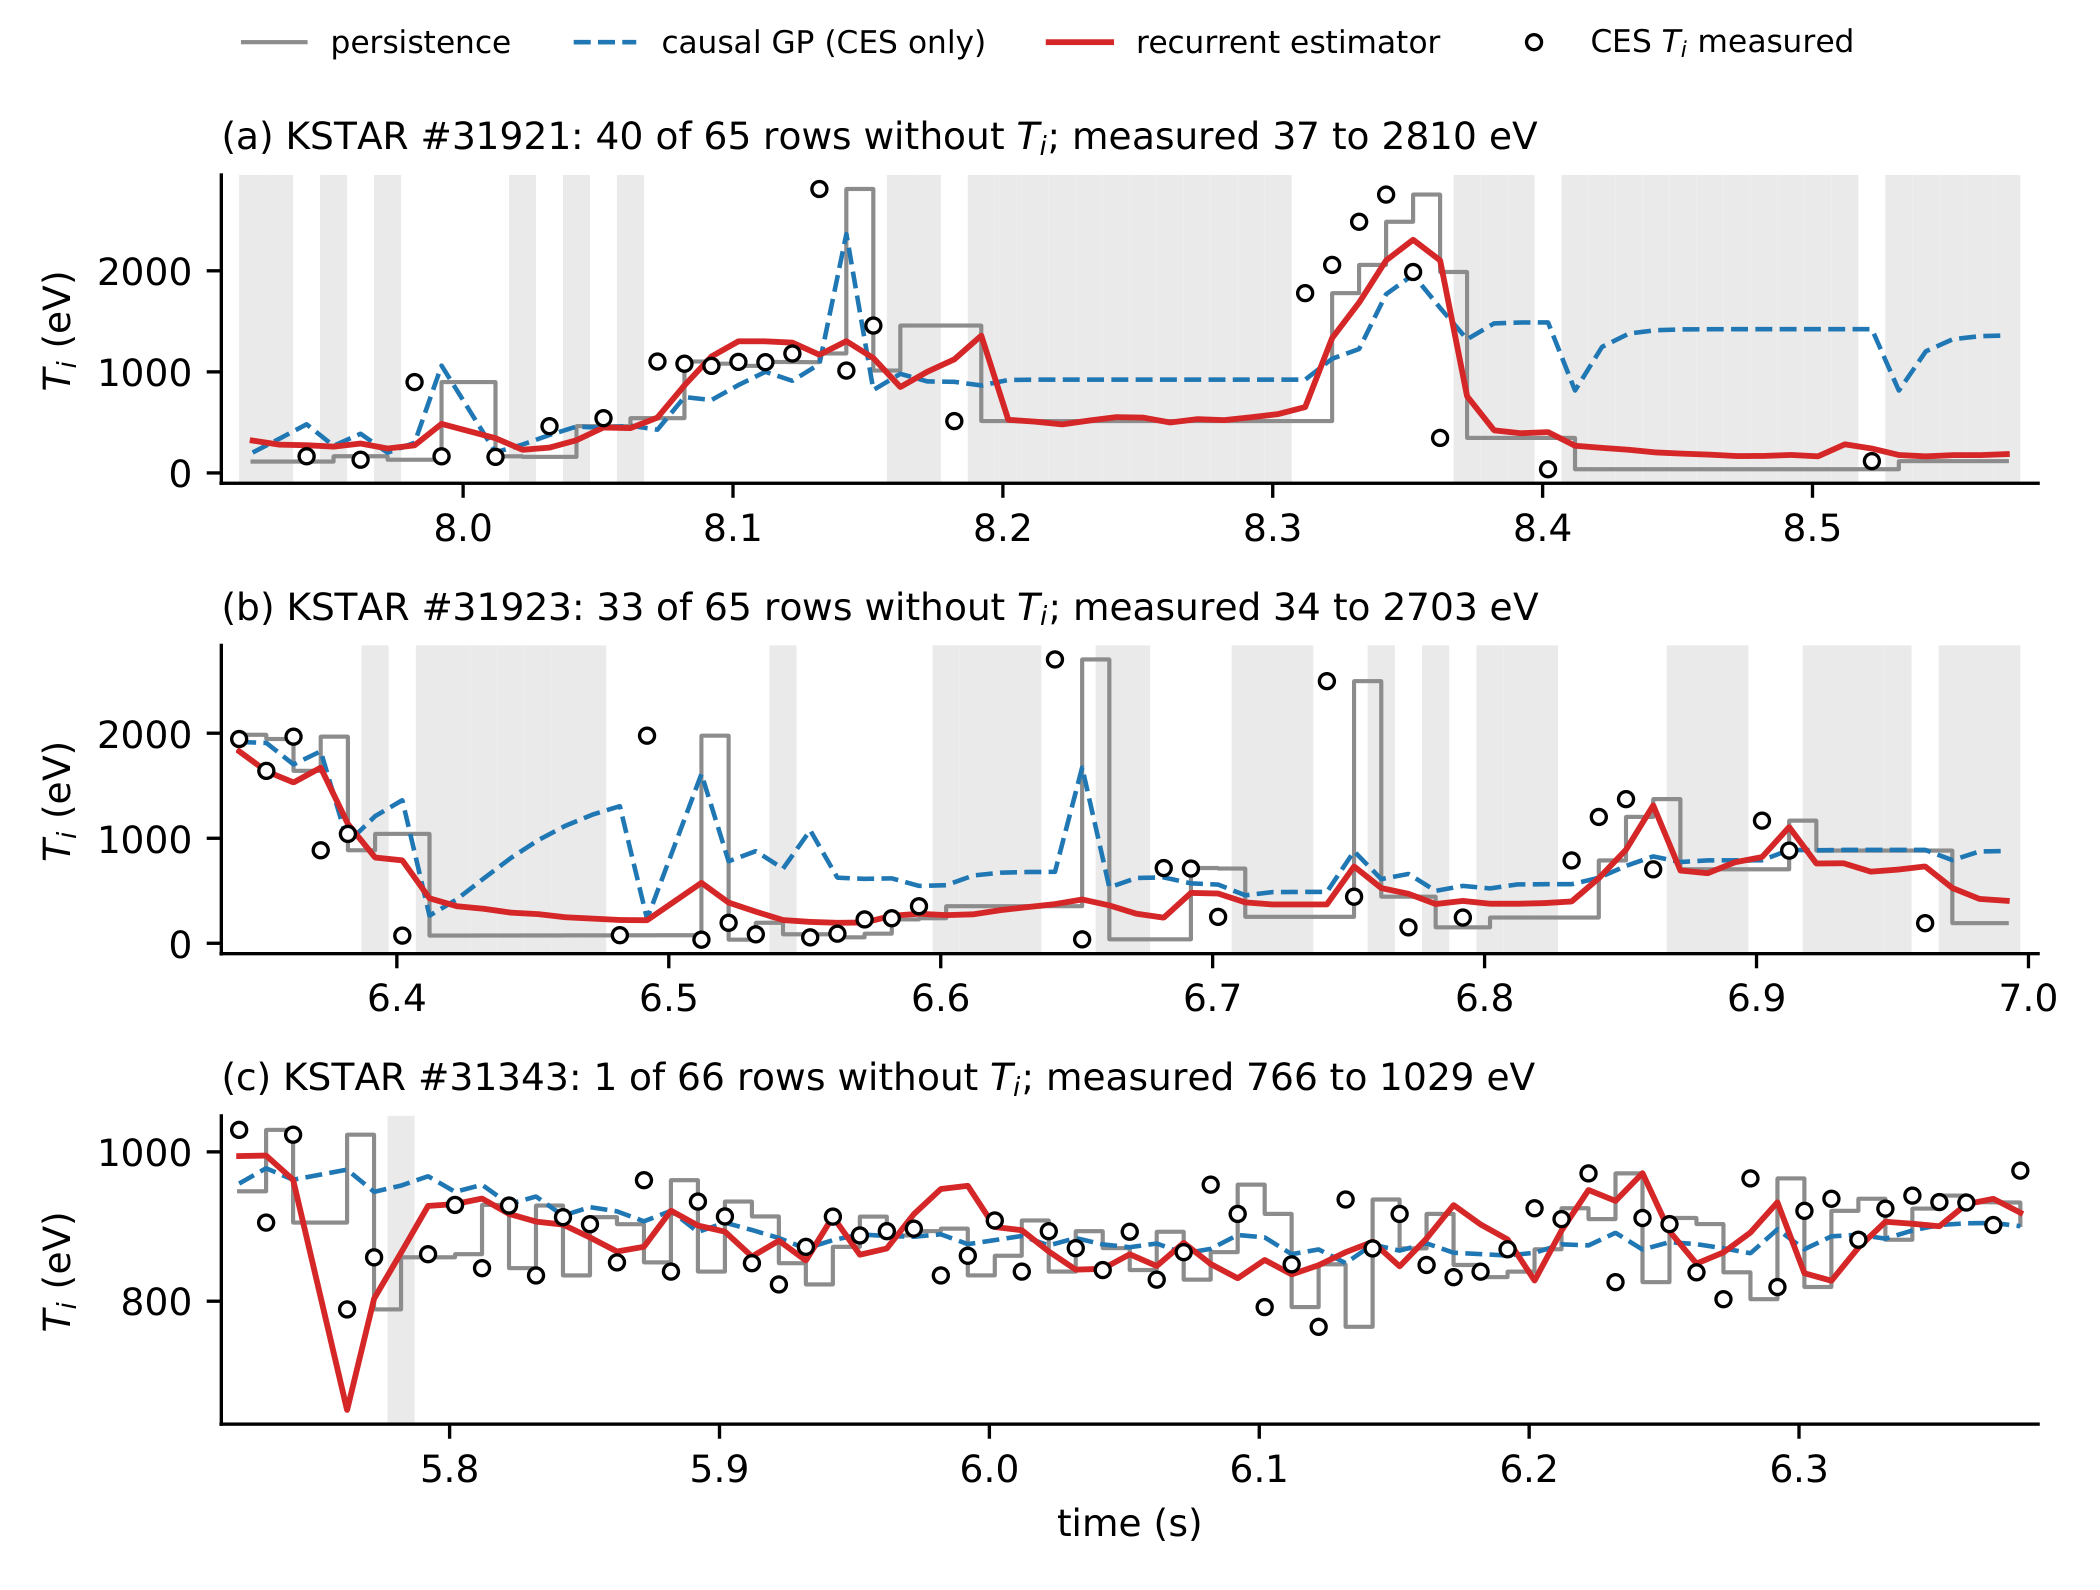 persistence causal GP (CES only) recurrent estimator CES Ti measured
(a) KSTAR #31921: 40 of 65 rows without Ti; measured 37 to 2810 eV
Ti (eV)
2000
1000
0
8.0 8.1 8.2 8.3 8.4 8.5
(b) KSTAR #31923: 33 of 65 rows without Ti; measured 34 to 2703 eV
Ti (eV)
2000
1000
0
6.4 6.5 6.6 6.7 6.8 6.9 7.0
(c) KSTAR #31343: 1 of 66 rows without Ti; measured 766 to 1029 eV
Ti (eV)
1000
800
5.8 5.9 6.0 6.1 6.2 6.3
time (s)